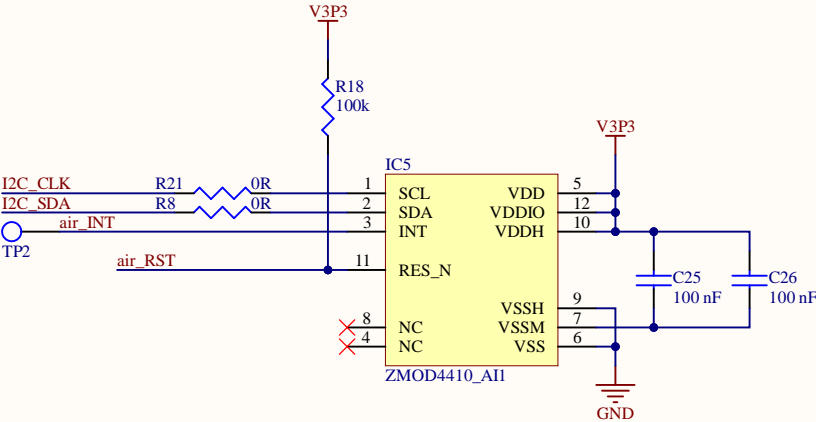 V3P3
R18
100k
V3P3
IC5
I2C_CLK R21 0R 1 SCL VDD 5
I2C_SDA R8 0R 2 SDA VDDIO 12
air_INT 3 INT VDDH 10
TP2
air_RST 11 RES_N
C25 C26
100 nF 100 nF
VSSH 9
8 NC VSSM 7
4 NC VSS 6
ZMOD4410_AI1
GND